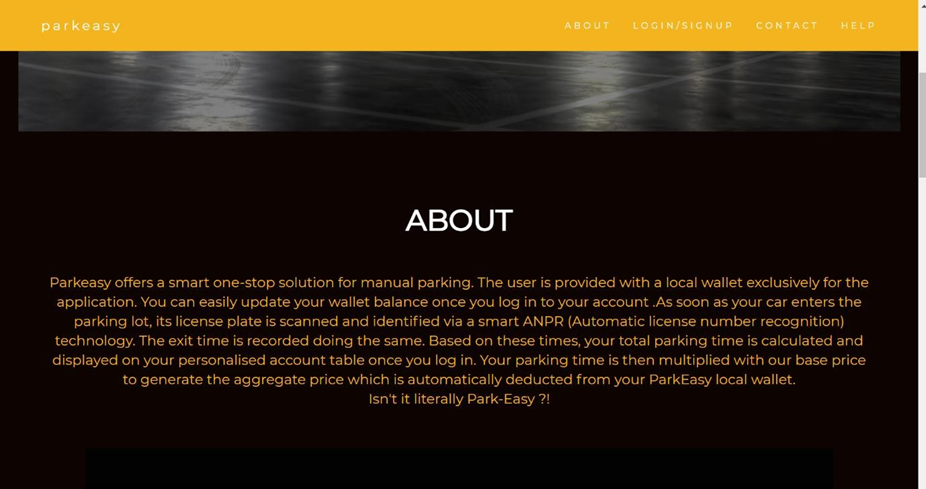 parkeasy
ABOUT LOGIN/SIGNUP CONTACT HELP
ABOUT
Parkeasy offers a smart one-stop solution for manual parking. The user is provided with a local wallet exclusively for the
application. You can easily update your wallet balance once you log in to your account .As soon as your car enters the
parking lot, its license plate is scanned and identified via a smart ANPR (Automatic license number recognition)
technology. The exit time is recorded doing the same. Based on these times, your total parking time is calculated and
displayed on your personalised account table once you log in. Your parking time is then multiplied with our base price
to generate the aggregate price which is automatically deducted from your ParkEasy local wallet.
Isn't it literally Park-Easy ?!